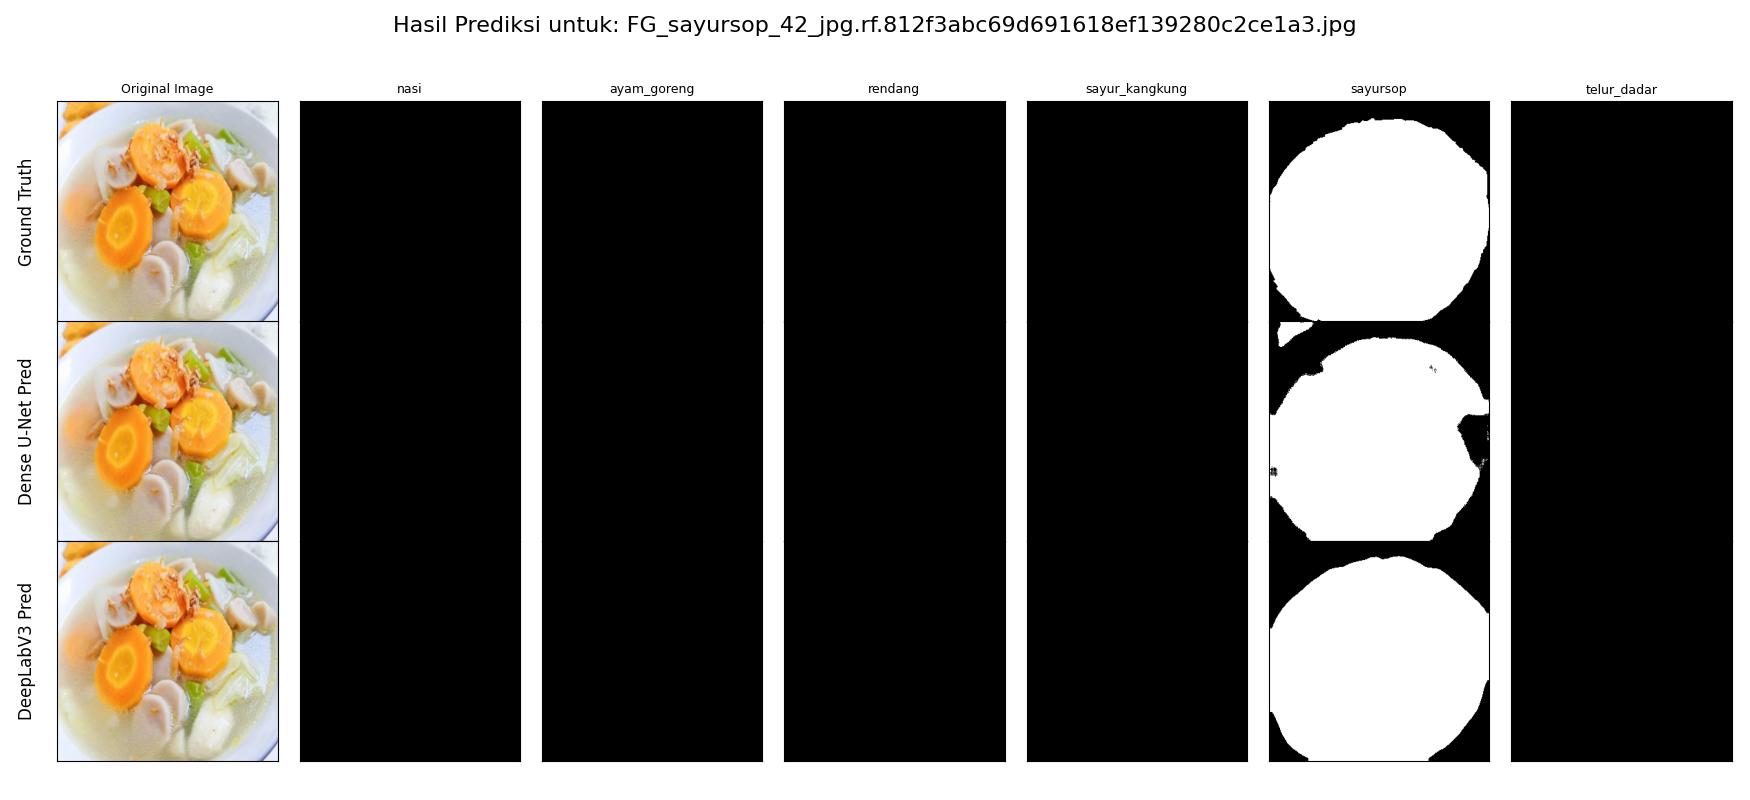 Hasil Prediksi untuk: FG_sayursop_42_jpg.rf.812f3abc69d691618ef139280c2ce1a3.jpg
Original Image
nasi
ayam_goreng
rendang
sayur_kangkung
sayursop
telur_dadar
Ground Truth
Dense U-Net Pred
DeepLabV3 Pred